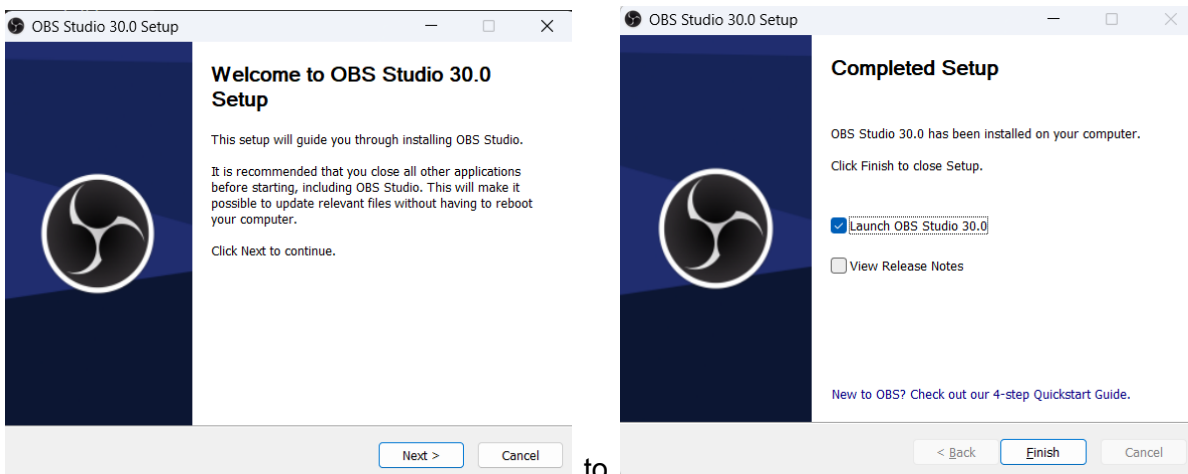 OBS Studio 30.0 Setup
Welcome to OBS Studio 30.0
Setup
This setup will guide you through installing OBS Studio.
It is recommended that you close all other applications
before starting, including OBS Studio. This will make it
possible to update relevant files without having to reboot
your computer.
Click Next to continue.
Next >
Cancel
to
OBS Studio 30.0 Setup
Completed Setup
OBS Studio 30.0 has been installed on your computer.
Click Finish to close Setup.
Launch OBS Studio 30.0
View Release Notes
New to OBS? Check out our 4-step Quickstart Guide.
< Back
Finish
Cancel